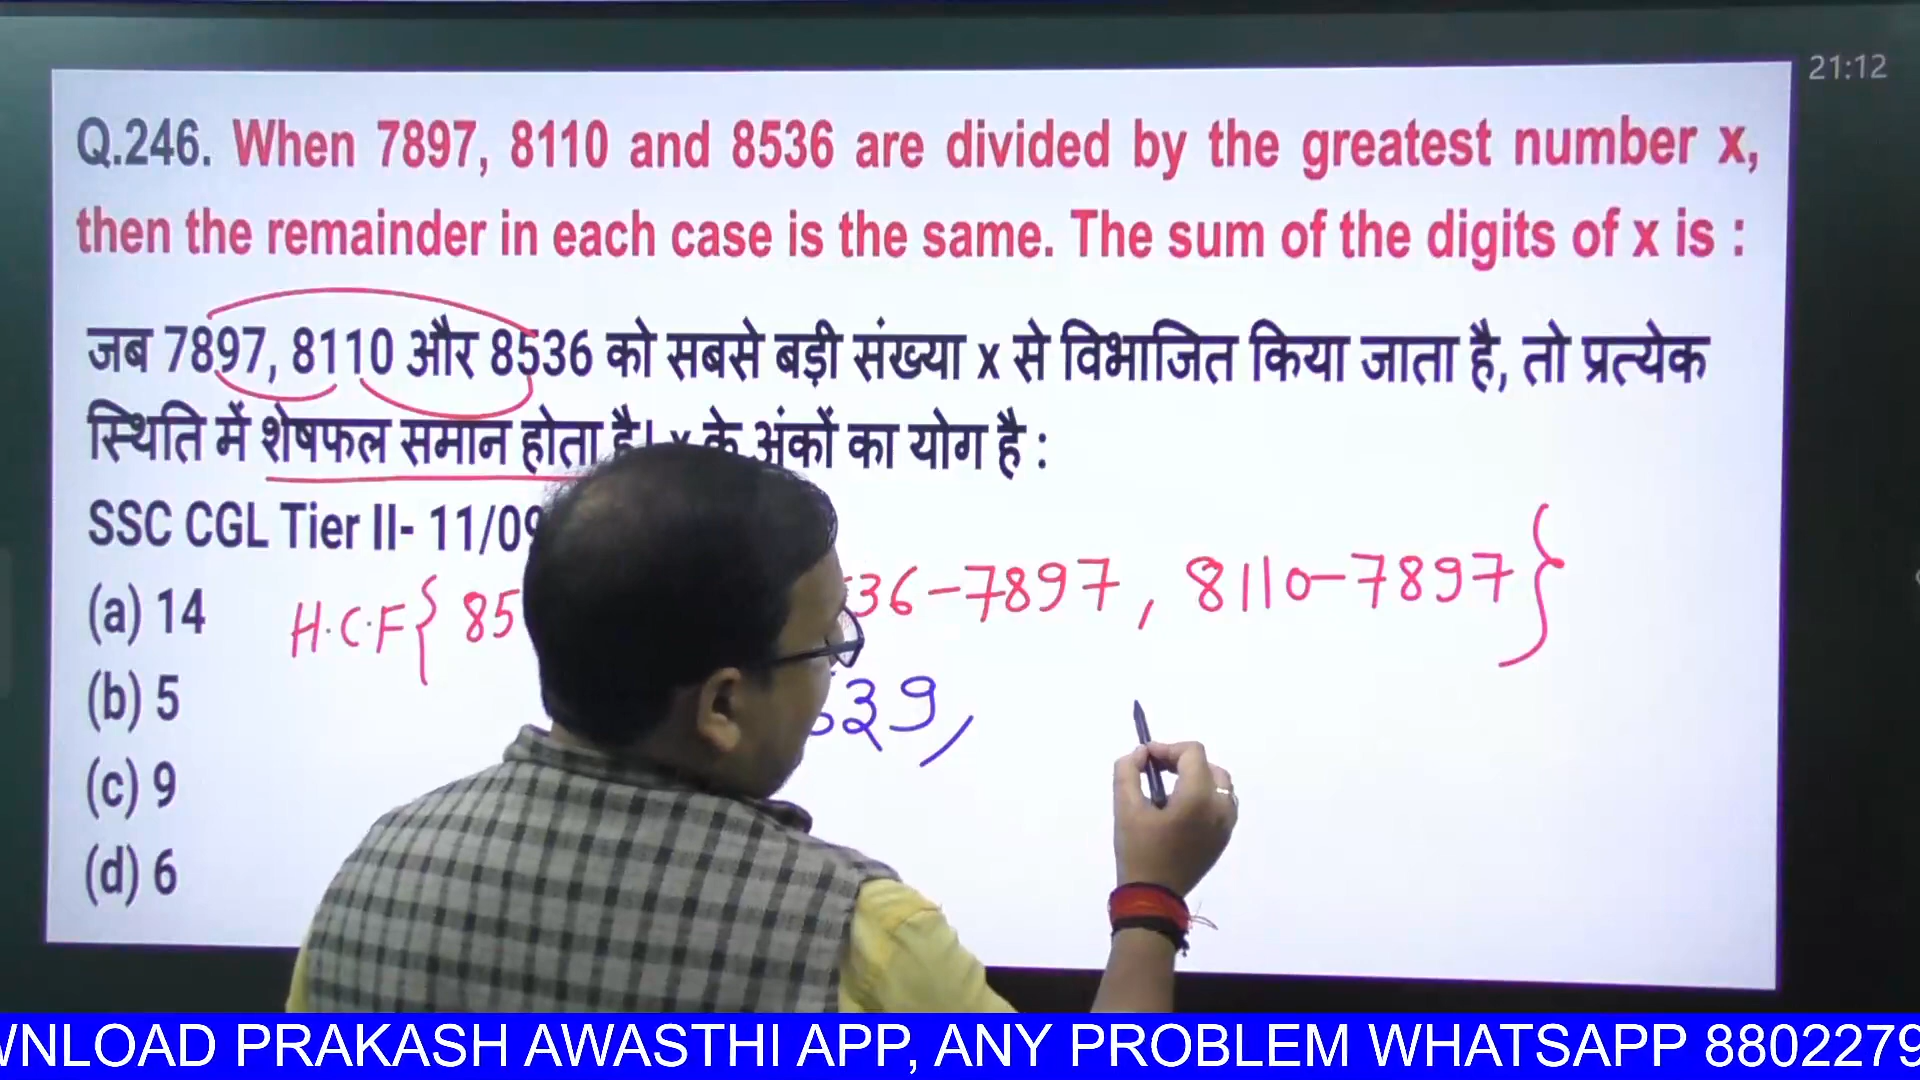 21:12
Q.246. When 7897, 8110 and 8536 are divided by the greatest number x,
then the remainder in each case is the same. The sum of the digits of x is :
जब 7897, 8110 और 8536 को सबसे बड़ी संख्या x से विभाजित किया जाता है, तो प्रत्येक
स्थिति में शेषफल समान होता है। x के अंकों का योग है :
SSC CGL Tier II- 11/09
(a) 14
H.C.F{ 85 36-7897, 8110-7897}
(b) 5
39,
(c) 9
(d) 6
PRAKASH AWASTHI APP, ANY PROBLEM WHATSAPP